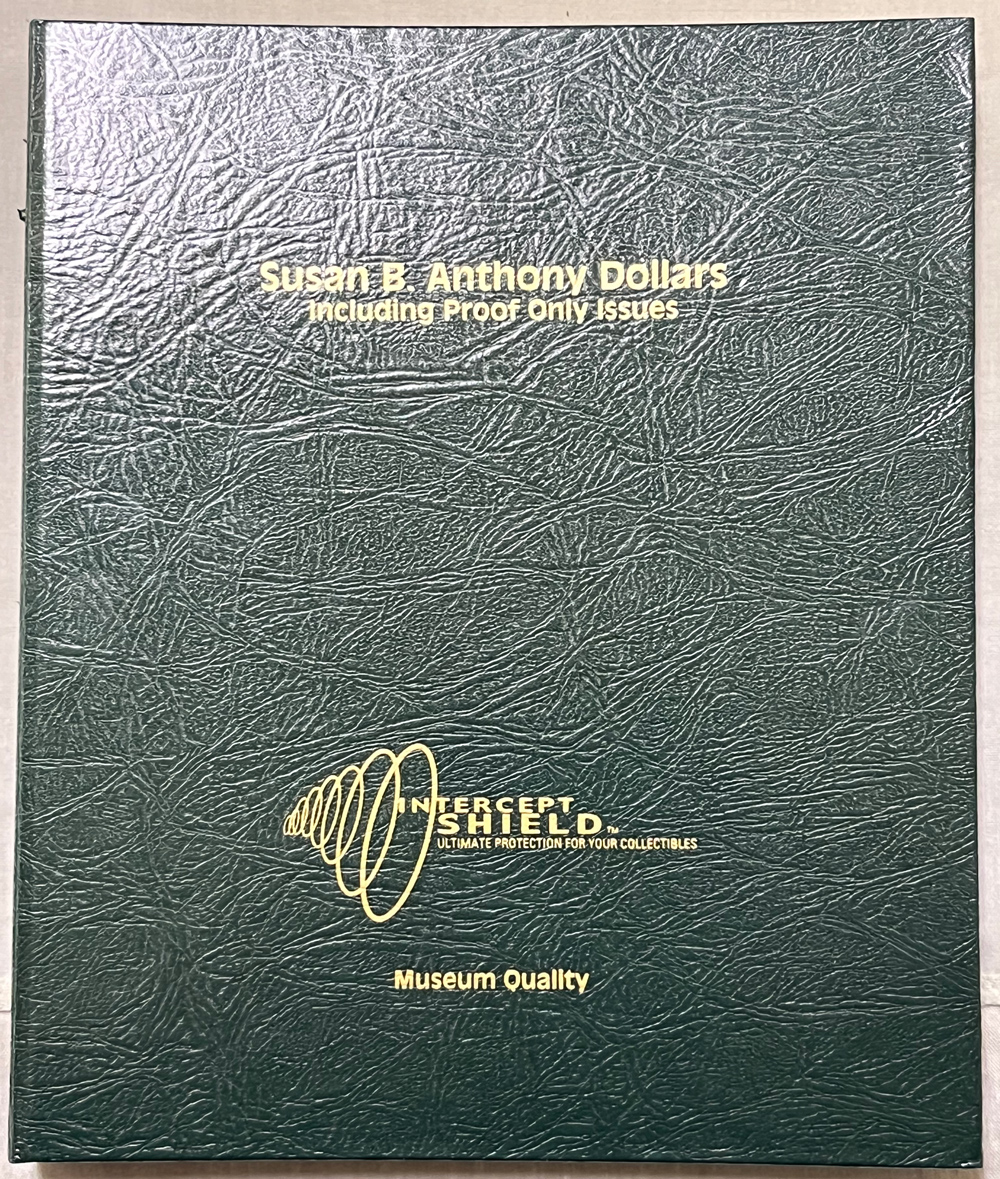 Susan B. Anthony Dollars
Including Proof Only Issues
INTERCEPT
SHIELD™
ULTIMATE PROTECTION FOR YOUR COLLECTIBLES
Museum Quality